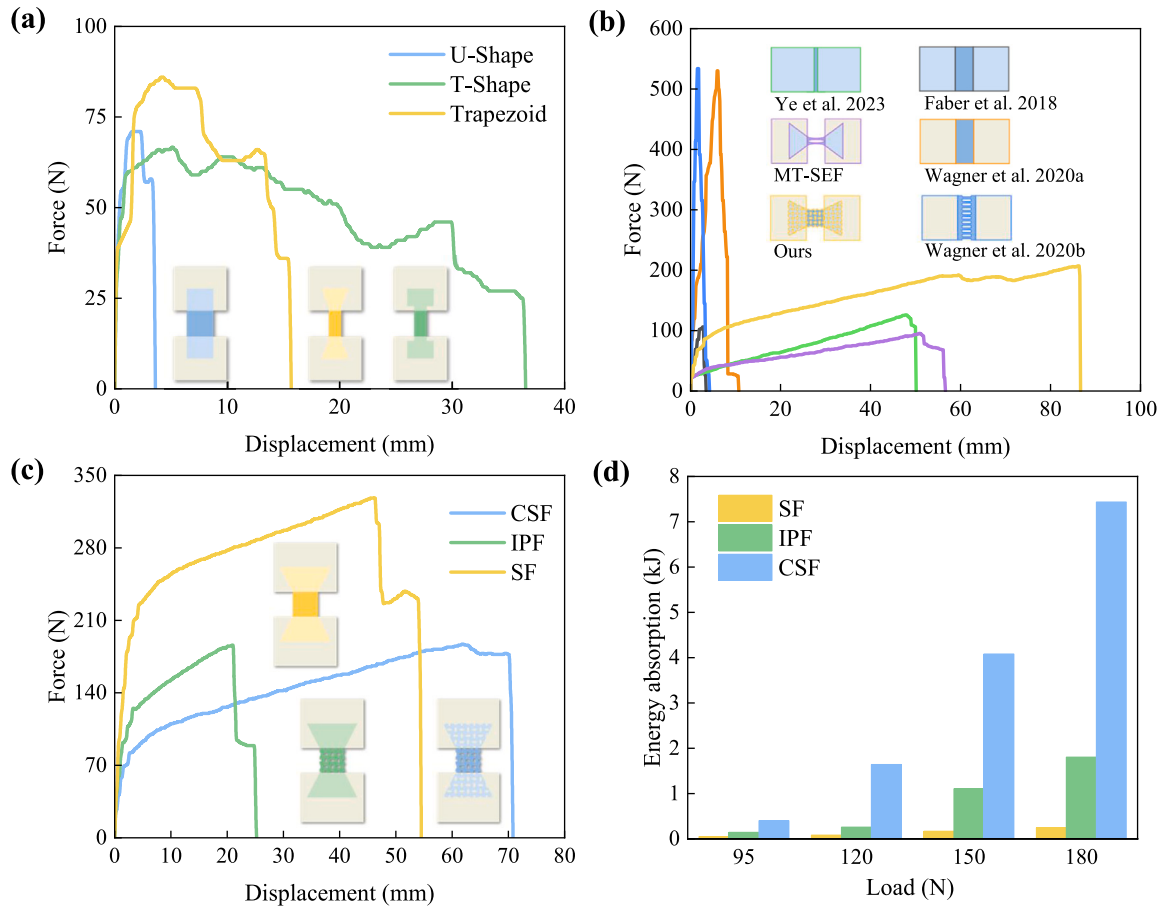 (a)
100
75
50
25
0
Force (N)
U-Shape
T-Shape
Trapezoid
0 10 20 30 40
Displacement (mm)
(b)
600
500
400
300
200
100
0
Force (N)
Ye et al. 2023
Faber et al. 2018
MT-SEF
Wagner et al. 2020a
Ours
Wagner et al. 2020b
0 20 40 60 80 100
Displacement (mm)
(c)
350
280
210
140
70
0
Force (N)
CSF
IPF
SF
0 10 20 30 40 50 60 70 80
Displacement (mm)
(d)
8
7
6
5
4
3
2
1
0
Energy absorption (kJ)
SF
IPF
CSF
95 120 150 180
Load (N)